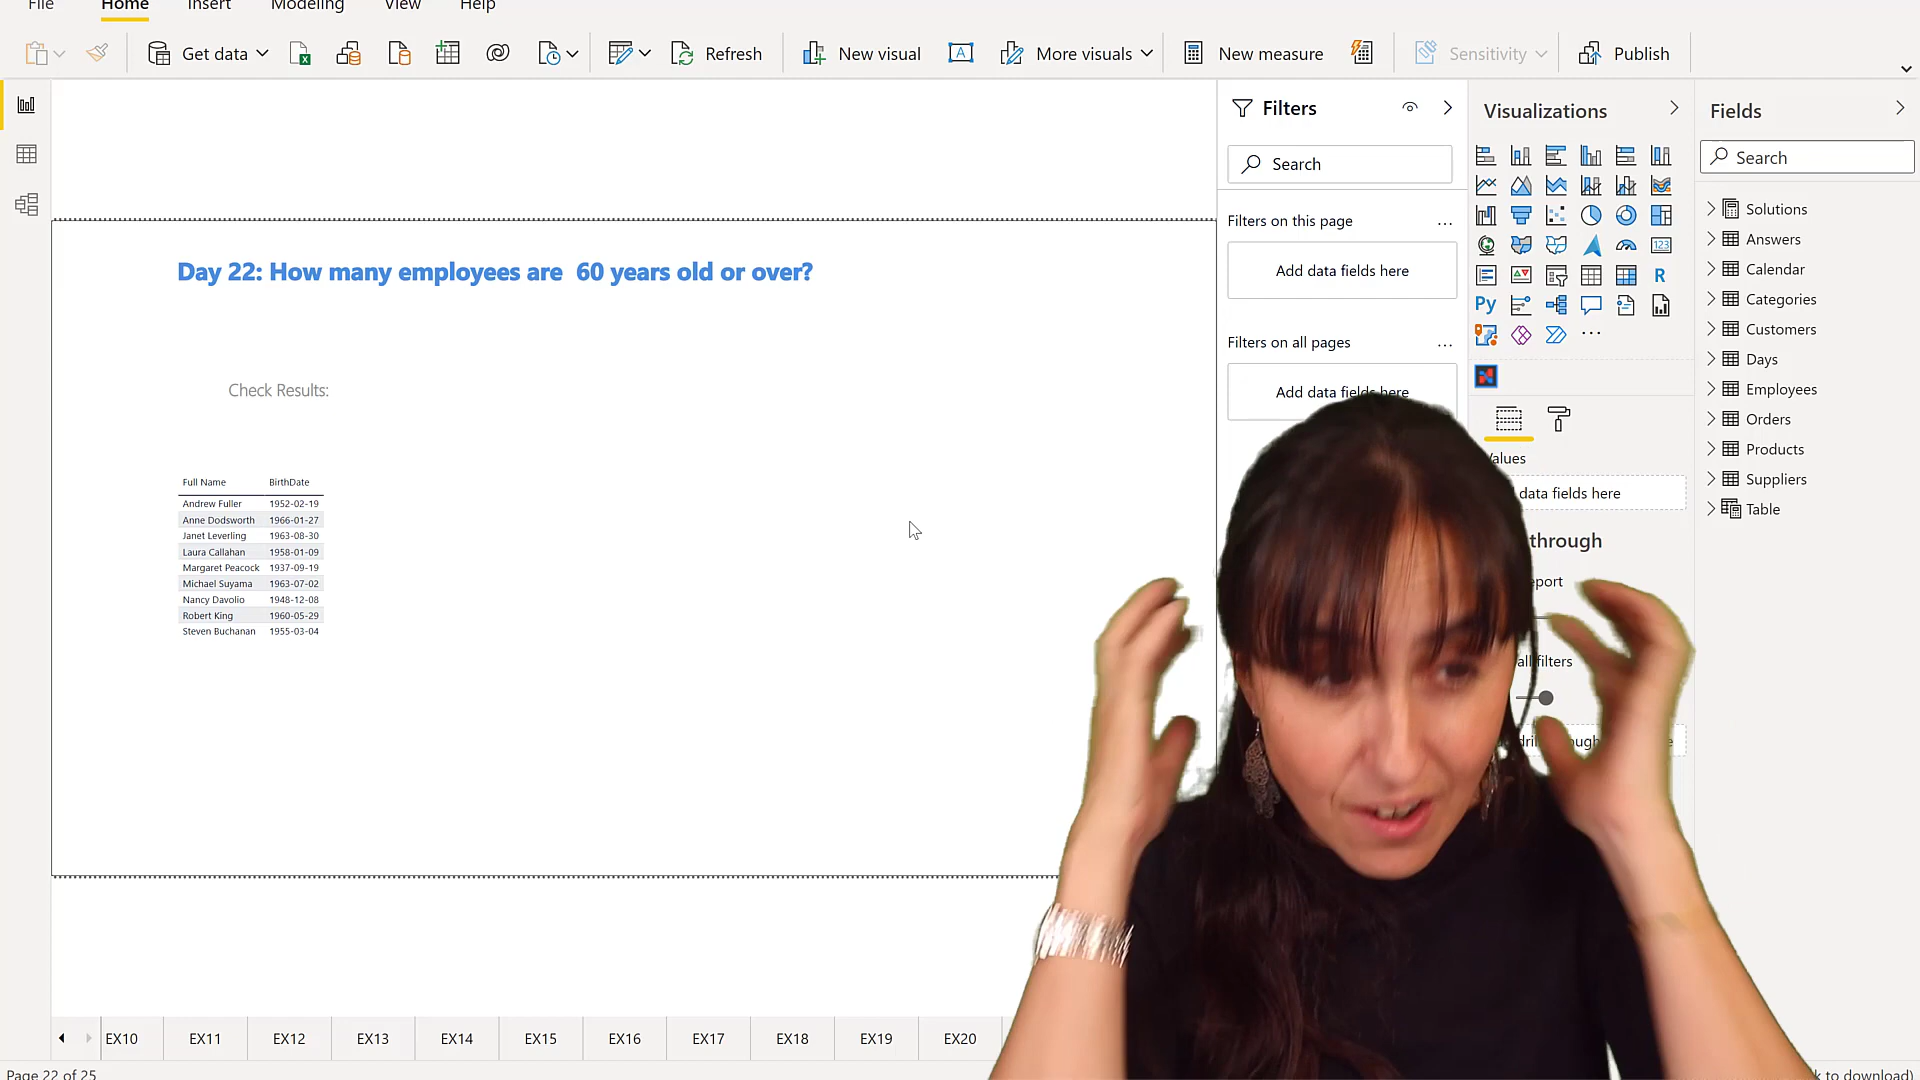 File Home Insert Modeling View Help
Get data Refresh New visual More visuals New measure Sensitivity Publish
Filters
Visualizations
Fields
Search
Search
Filters on this page
...
Add data fields here
Filters on all pages
...
Add data fields here
123
R
Py
...
Values
data fields here
through
all filters
Solutions
Answers
Calendar
Categories
Customers
Days
Employees
Orders
Products
Suppliers
Table
Day 22: How many employees are 60 years old or over?
Check Results:
Full Name BirthDate
Andrew Fuller 1952-02-19
Anne Dodsworth 1966-01-27
Janet Leverling 1963-08-30
Laura Callahan 1958-01-09
Margaret Peacock 1937-09-19
Michael Suyama 1963-07-02
Nancy Davolio 1948-12-08
Robert King 1960-05-29
Steven Buchanan 1955-03-04
EX10 EX11 EX12 EX13 EX14 EX15 EX16 EX17 EX18 EX19 EX20
Page 22 of 25
to download)